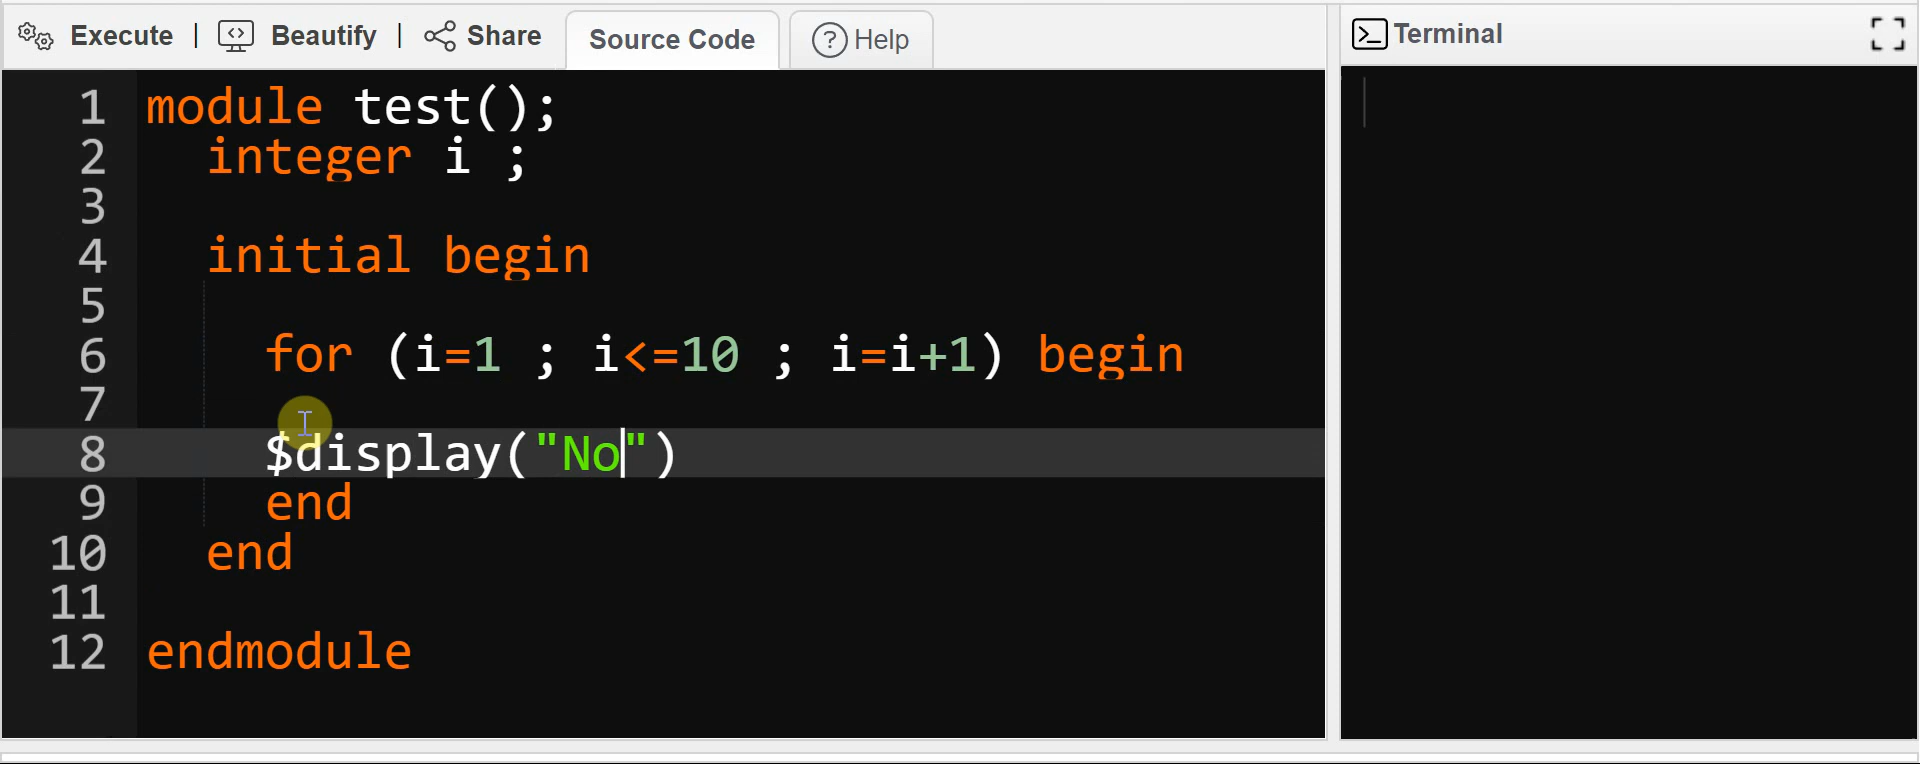 Execute | Beautify | Share Source Code Help Terminal
1 module test();
2 integer i ;
3
4 initial begin
5
6 for (i=1 ; i<=10 ; i=i+1) begin
7
8 $display("No")
9 end
10 end
11
12 endmodule